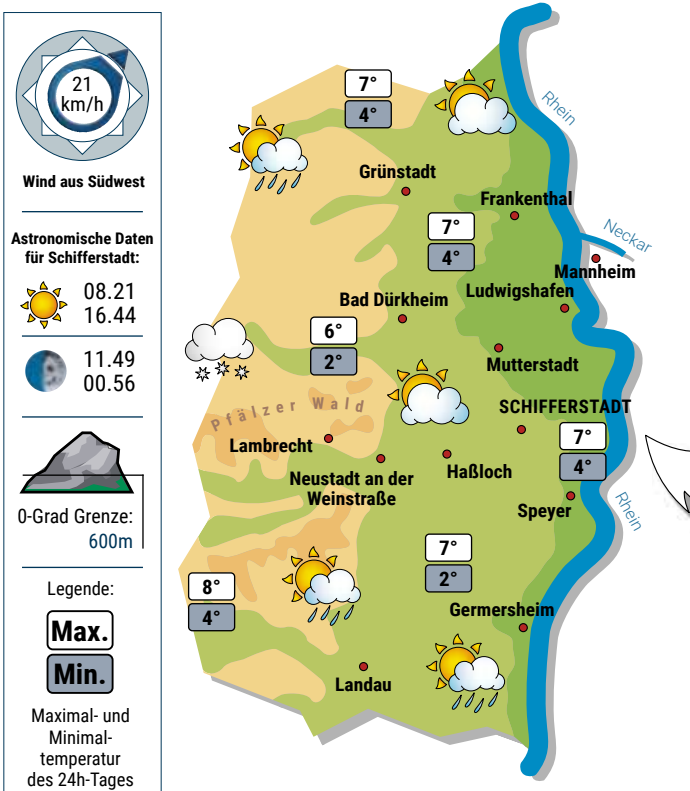 21
km/h
Wind aus Südwest
Astronomische Daten
für Schifferstadt:
08.21
16.44
11.49
00.56
0-Grad Grenze:
600m
Legende:
Max.
Min.
Maximal- und
Minimal-
temperatur
des 24h-Tages
7°
4°
Rhein
Grünstadt
Frankenthal
7°
4°
Neckar
Mannheim
Ludwigshafen
Bad Dürkheim
6°
2°
Mutterstadt
Pfälzer Wald
SCHIFFERSTADT
7°
4°
Lambrecht
Haßloch
Neustadt an der
Weinstraße
Speyer
Rhein
7°
2°
8°
4°
Germersheim
Landau